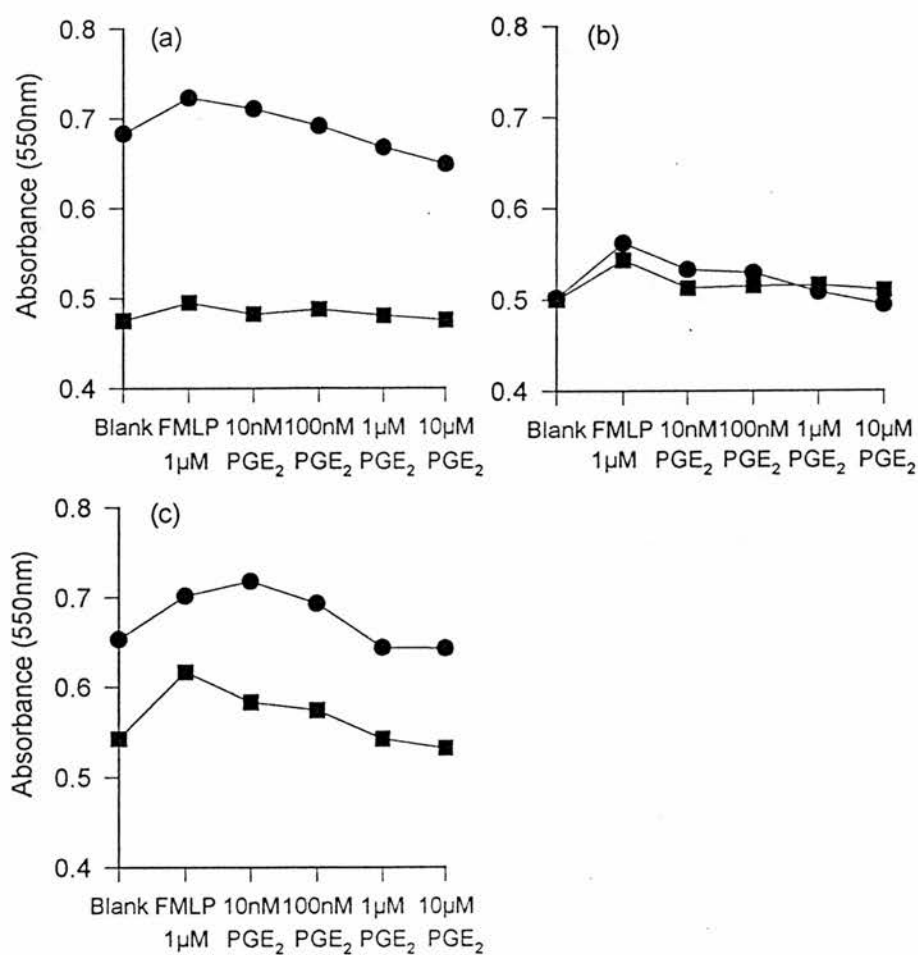 (a)
0.8
0.7
0.6
0.5
0.4
Absorbance (550nm)
Blank FMLP 10nM 100nM 1µM 10µM
1µM PGE₂ PGE₂ PGE₂ PGE₂
(b)
0.8
0.7
0.6
0.5
0.4
Blank FMLP 10nM 100nM 1µM 10µM
1µM PGE₂ PGE₂ PGE₂ PGE₂
(c)
0.8
0.7
0.6
0.5
0.4
Absorbance (550nm)
Blank FMLP 10nM 100nM 1µM 10µM
1µM PGE₂ PGE₂ PGE₂ PGE₂